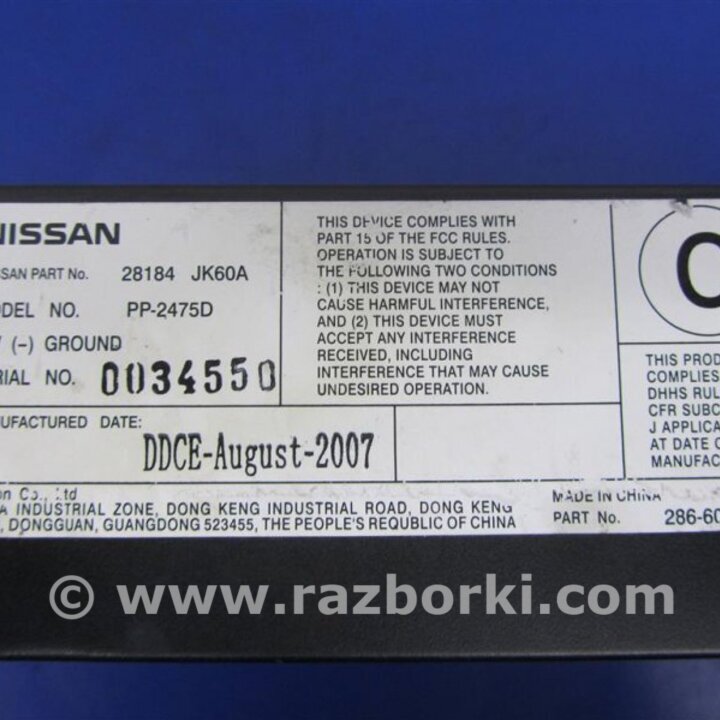 NISSAN
SSAN PART No. 28184 JK60A
ODEL NO. PP-2475D
V (-) GROUND
RIAL NO. 0034550
NUFACTURED DATE:
DDCE-August-2007
THIS DEVICE COMPLIES WITH
PART 15 OF THE FCC RULES.
OPERATION IS SUBJECT TO
THE FOLLOWING TWO CONDITIONS
: (1) THIS DEVICE MAY NOT
CAUSE HARMFUL INTERFERENCE,
AND (2) THIS DEVICE MUST
ACCEPT ANY INTERFERENCE
RECEIVED, INCLUDING
INTERFERENCE THAT MAY CAUSE
UNDESIRED OPERATION.
C
THIS PROD
COMPLIES
DHHS RUL
CFR SUBC
J APPLICA
AT DATE O
MANUFAC
on Co., Ltd
A INDUSTRIAL ZONE, DONG KENG INDUSTRIAL ROAD, DONG KENG
, DONGGUAN, GUANGDONG 523455, THE PEOPLE'S REQUBLIC OF CHINA
MADE IN CHINA
PART No. 286-60
© www.razborki.com